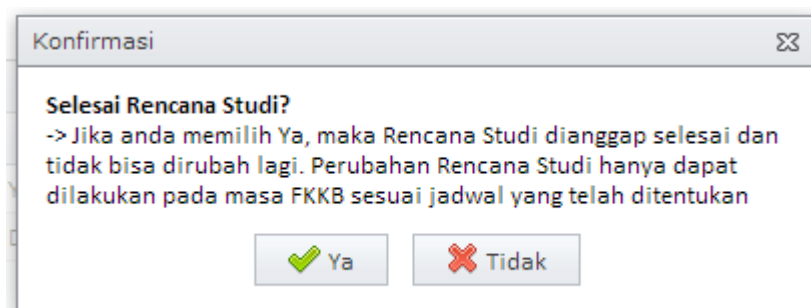 Konfirmasi
Selesai Rencana Studi?
-> Jika anda memilih Ya, maka Rencana Studi dianggap selesai dan
tidak bisa dirubah lagi. Perubahan Rencana Studi hanya dapat
dilakukan pada masa FKKB sesuai jadwal yang telah ditentukan
Ya
Tidak